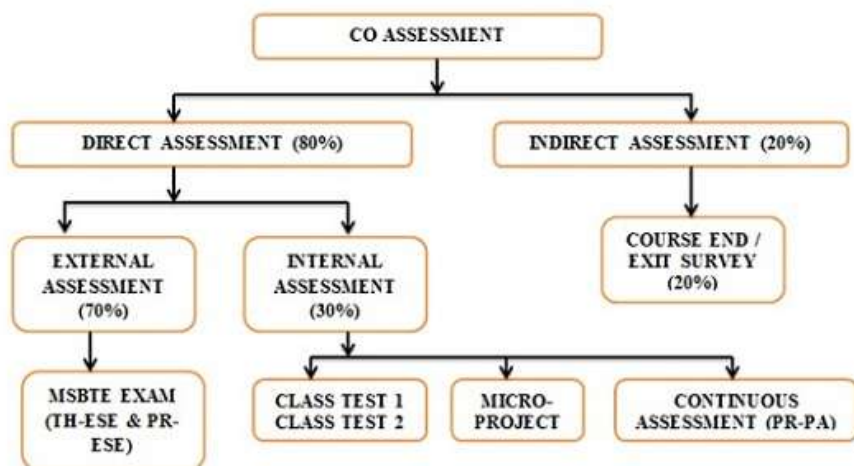 CO ASSESSMENT
DIRECT ASSESSMENT (80%)
INDIRECT ASSESSMENT (20%)
EXTERNAL
ASSESSMENT
(70%)
INTERNAL
ASSESSMENT
(30%)
COURSE END /
EXIT SURVEY
(20%)
MSBTE EXAM
(TH-ESE & PR-
ESE)
CLASS TEST 1
CLASS TEST 2
MICRO-
PROJECT
CONTINUOUS
ASSESSMENT (PR-PA)